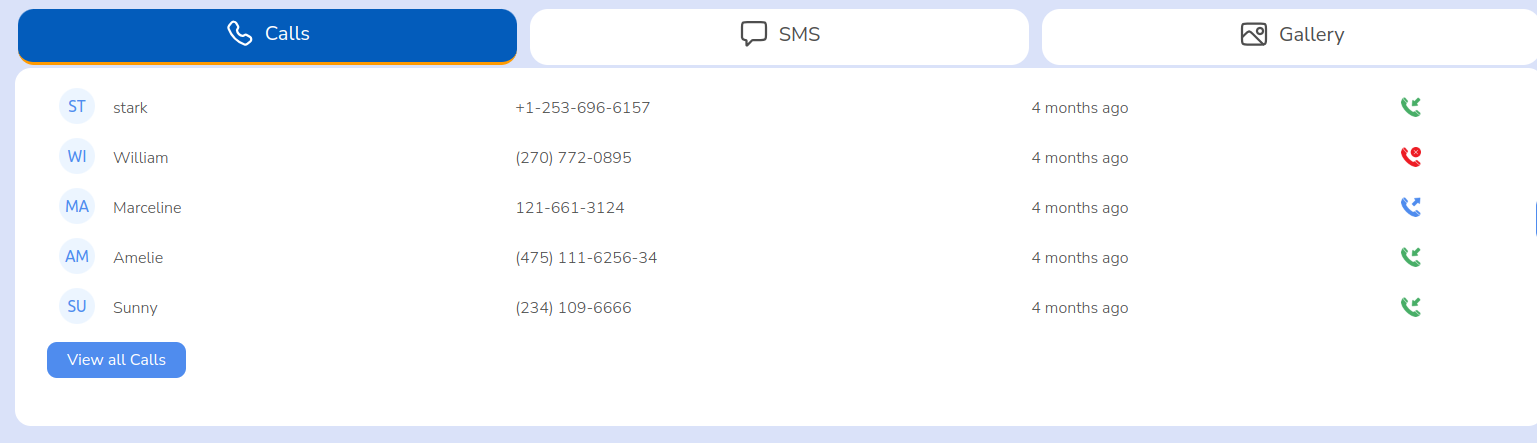 Calls SMS Gallery
ST stark +1-253-696-6157 4 months ago
WI William (270) 772-0895 4 months ago
MA Marceline 121-661-3124 4 months ago
AM Amelie (475) 111-6256-34 4 months ago
SU Sunny (234) 109-6666 4 months ago
View all Calls